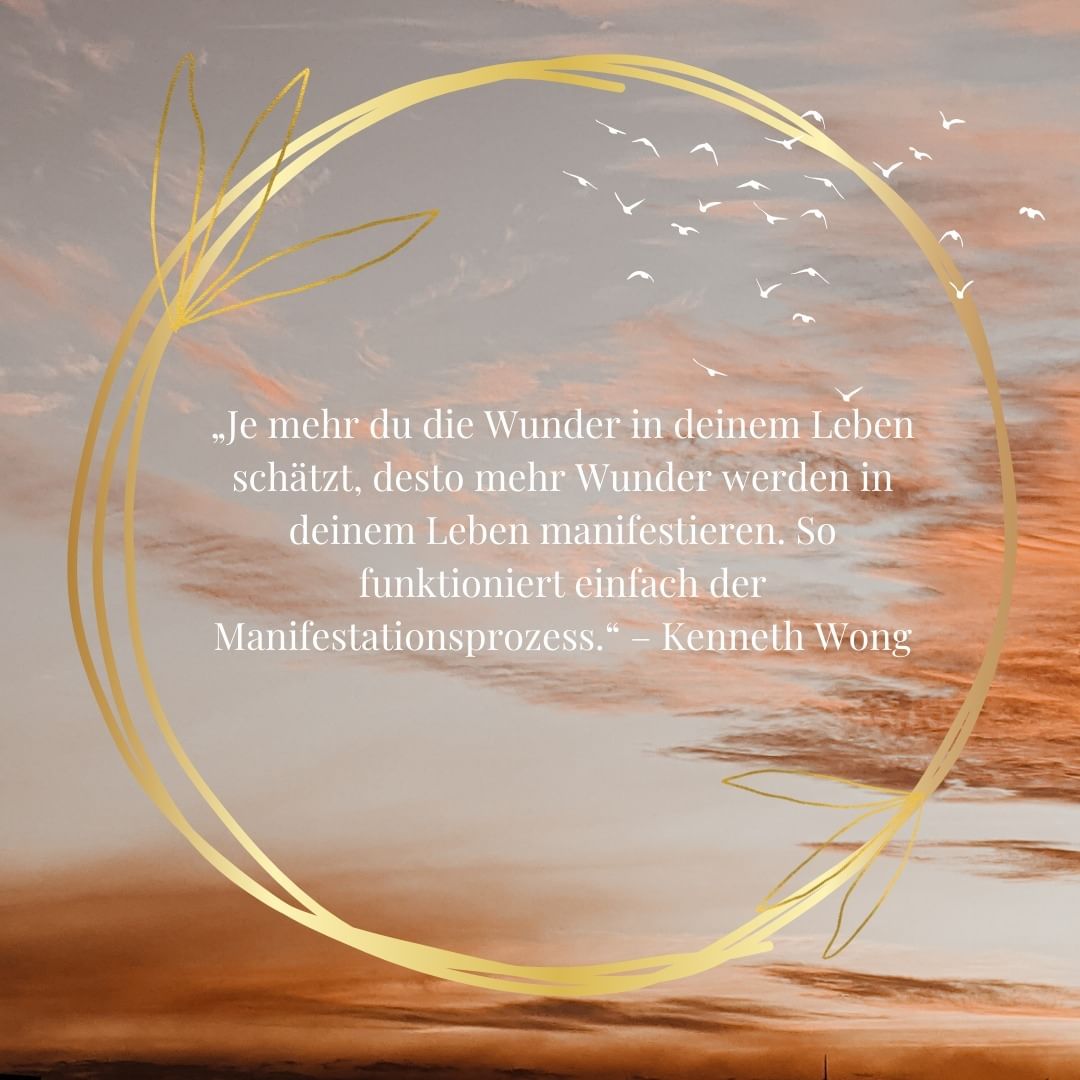 „Je mehr du die Wunder in deinem Leben
schätzt, desto mehr Wunder werden in
deinem Leben manifestieren. So
funktioniert einfach der
Manifestationsprozess.“ – Kenneth Wong